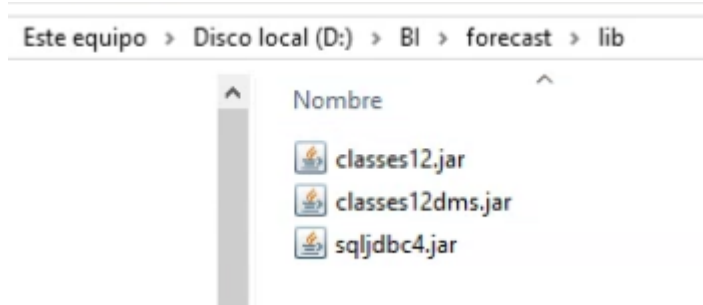 Este equipo > Disco local (D:) > BI > forecast > lib
Nombre
classes12.jar
classes12dms.jar
sqljdbc4.jar